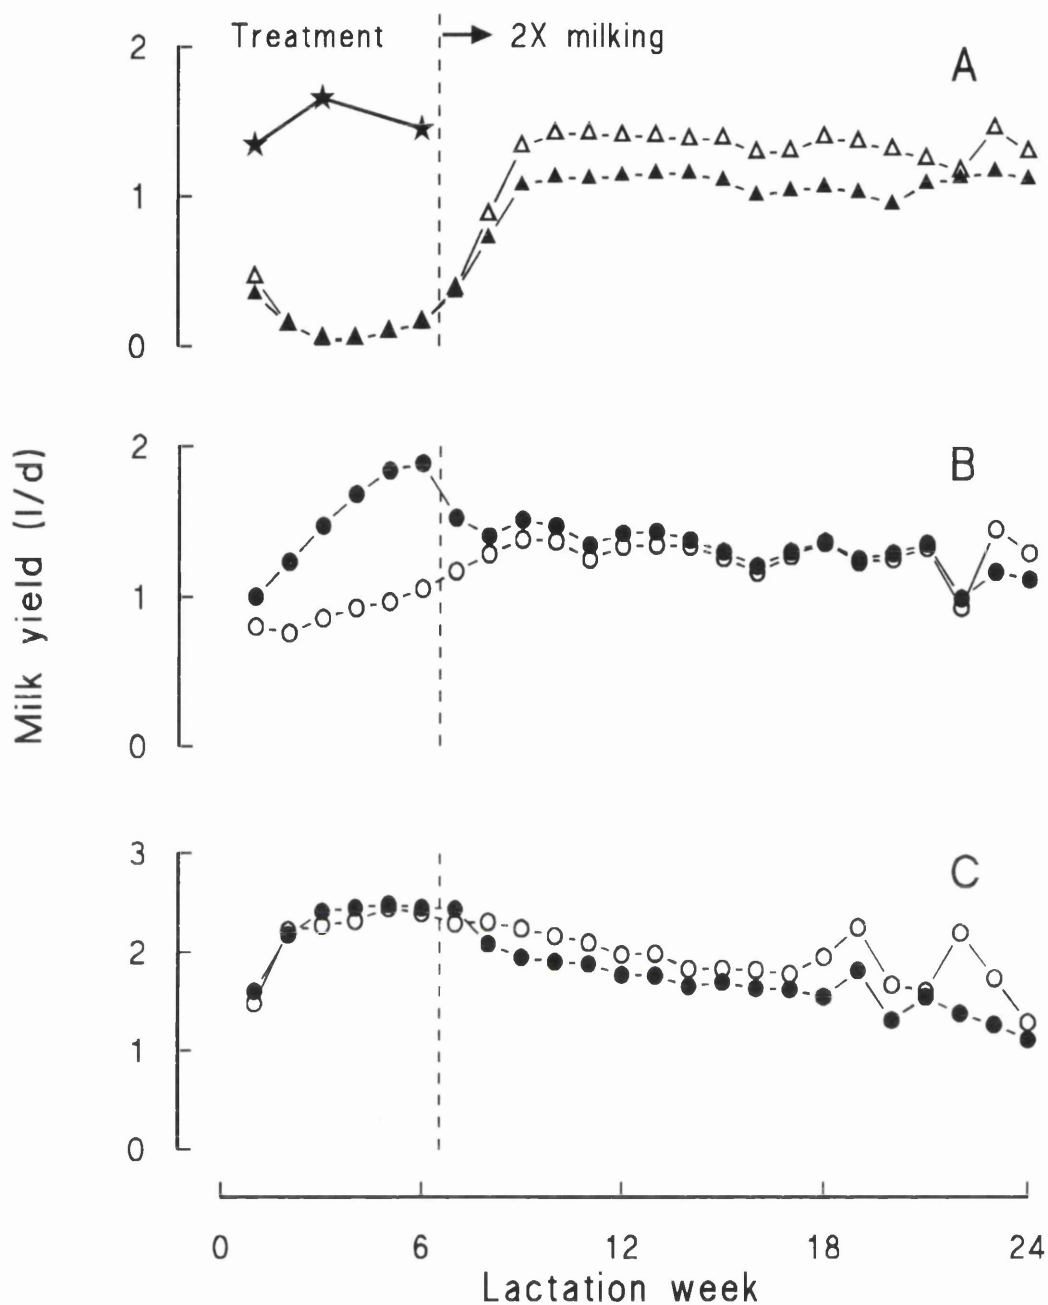 Treatment → 2X milking
A
2
1
0
Milk yield (l/d)
B
2
1
0
C
3
2
1
0
0 6 12 18 24
Lactation week